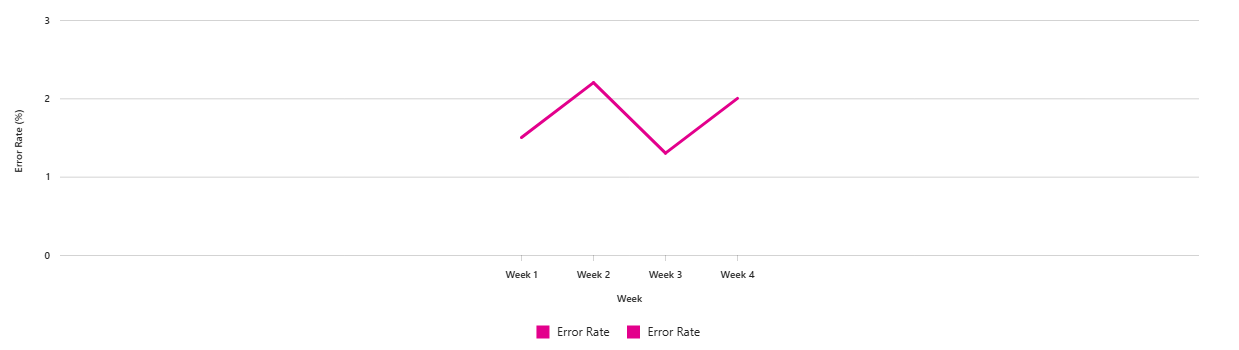 3
2
1
0
Error Rate (%)
Week 1 Week 2 Week 3 Week 4
Week
Error Rate Error Rate